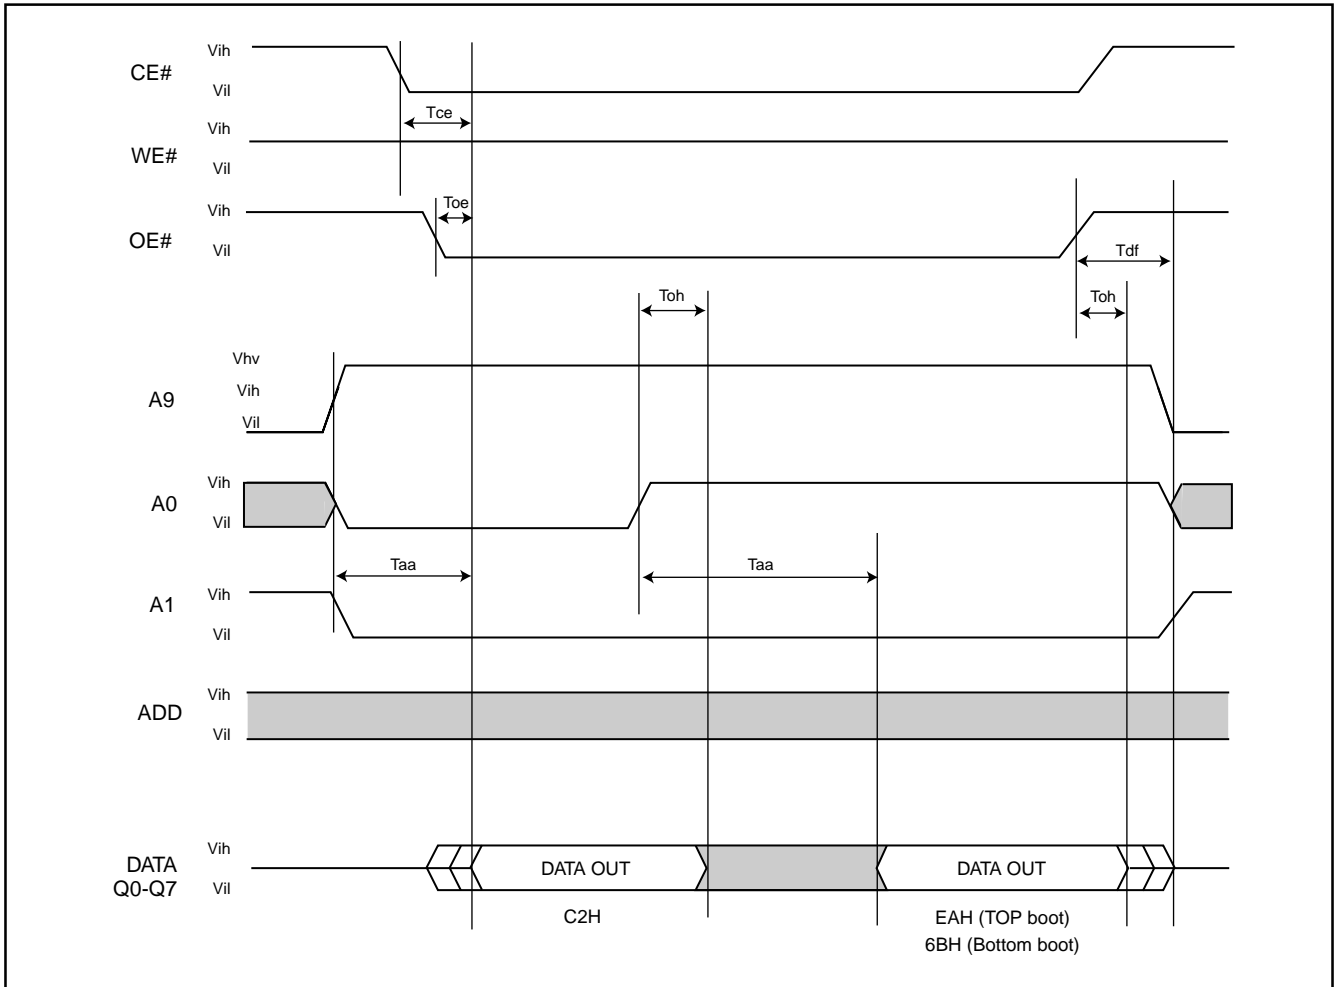 CE#
Vih
Vil
Tce
WE#
Vih
Vil
OE#
Vih
Vil
Toe
Tdf
Toh
Toh
A9
Vhv
Vih
Vil
A0
Vih
Vil
Taa
Taa
A1
Vih
Vil
ADD
Vih
Vil
DATA
Q0-Q7
Vih
Vil
DATA OUT
DATA OUT
C2H
EAH (TOP boot)
6BH (Bottom boot)